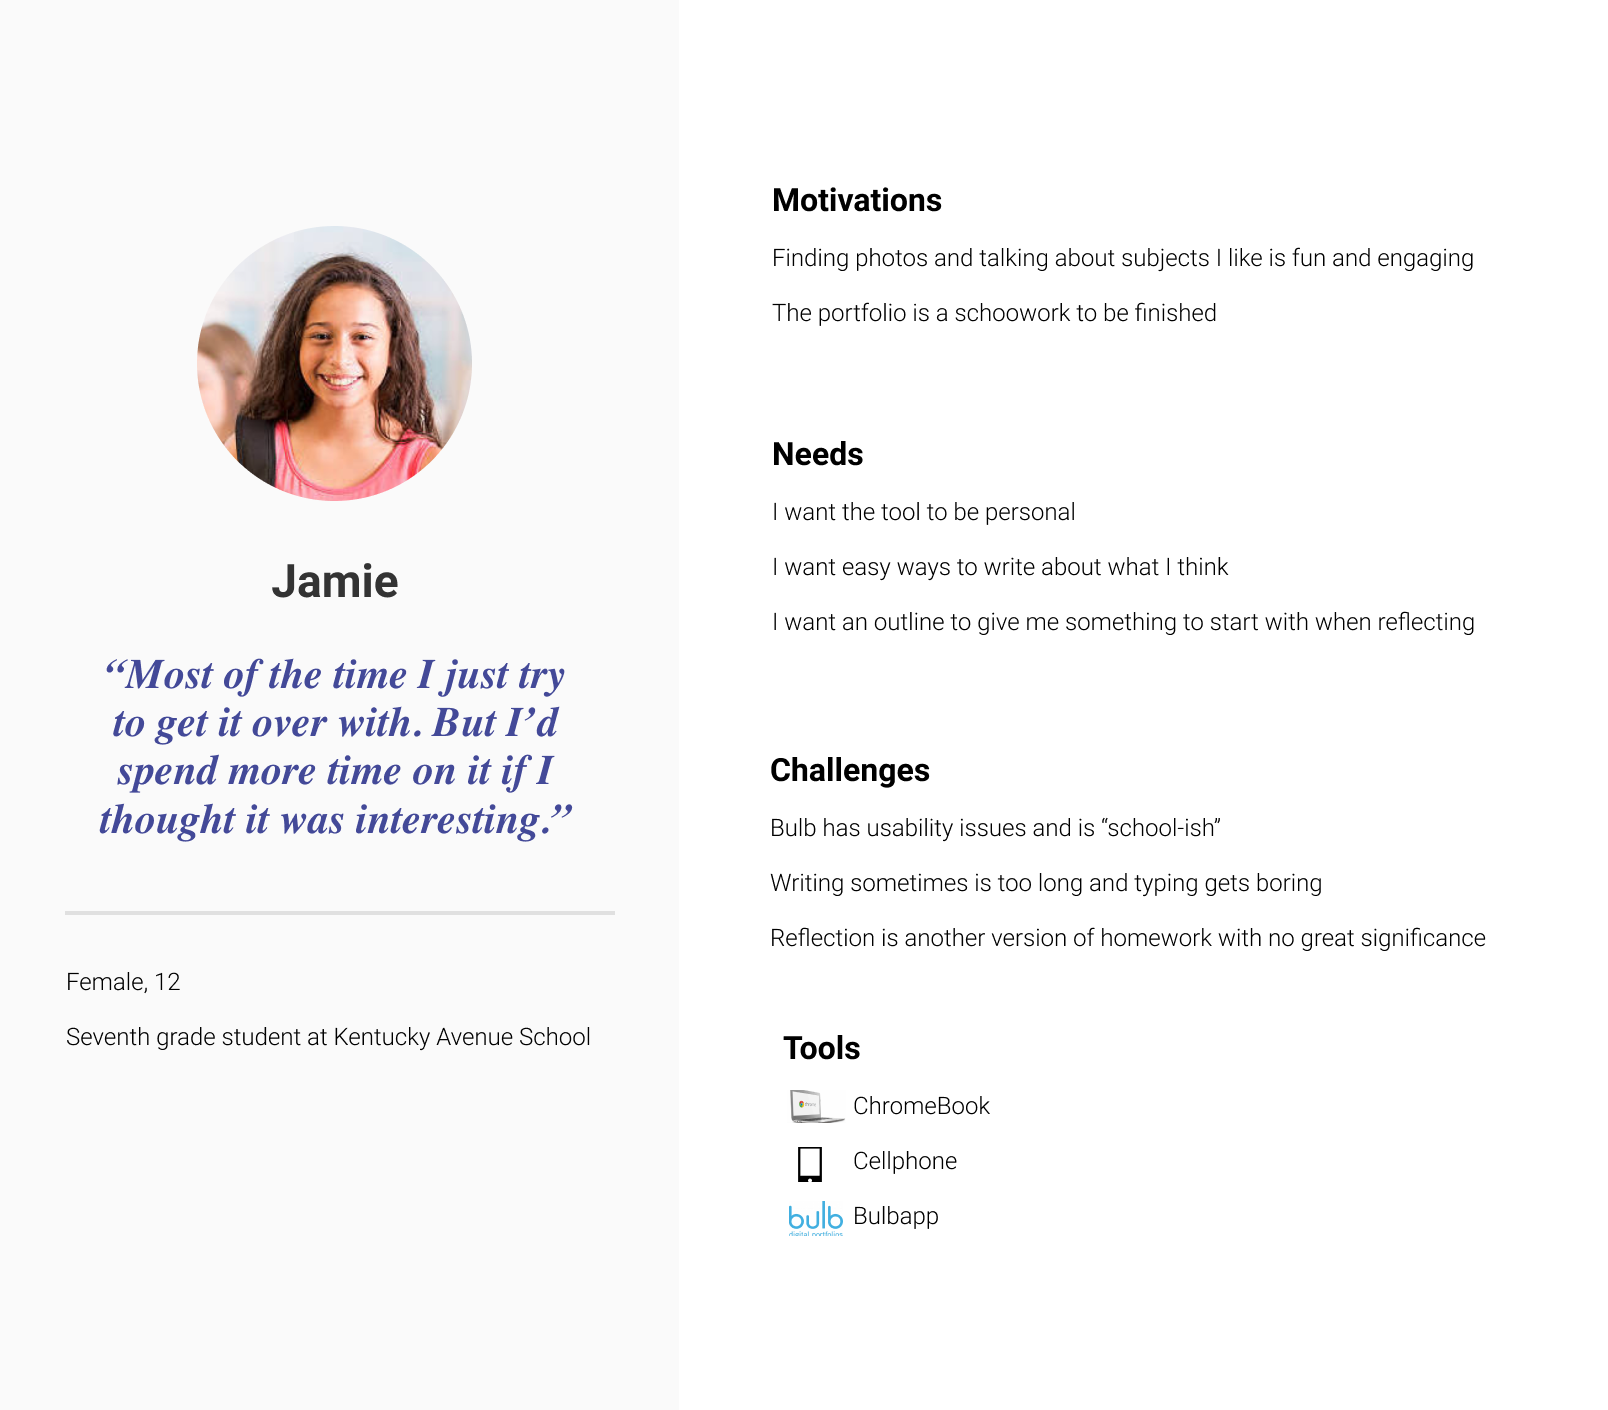 Jamie
“Most of the time I just try
to get it over with. But I’d
spend more time on it if I
thought it was interesting.”
Female, 12
Seventh grade student at Kentucky Avenue School
Motivations
Finding photos and talking about subjects I like is fun and engaging
The portfolio is a schoowork to be finished
Needs
I want the tool to be personal
I want easy ways to write about what I think
I want an outline to give me something to start with when reflecting
Challenges
Bulb has usability issues and is “school-ish”
Writing sometimes is too long and typing gets boring
Reflection is another version of homework with no great significance
Tools
ChromeBook
Cellphone
bulb
digital portfolios
Bulbapp